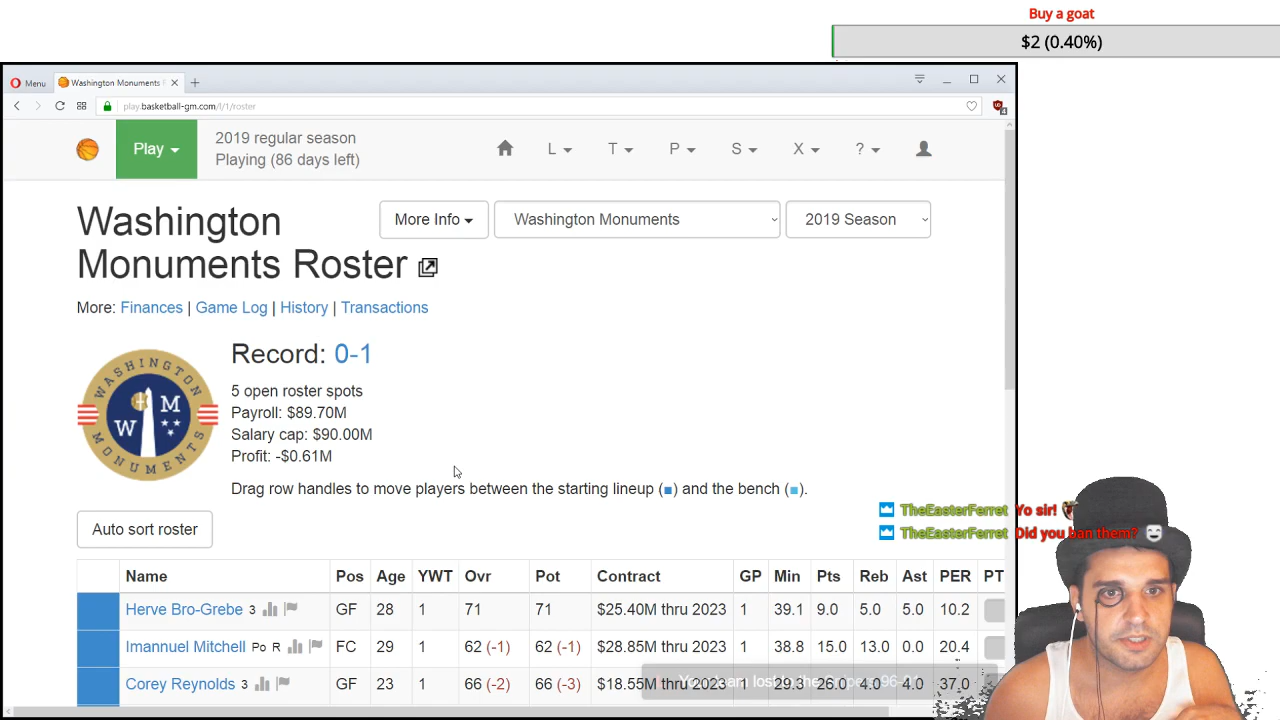 Buy a goat
$2 (0.40%)
Menu
Washington Monuments
play.basketball-gm.com/l/1/roster
Play
2019 regular season
Playing (86 days left)
L
T
P
S
X
?
Washington
Monuments Roster
More Info
Washington Monuments
2019 Season
More: Finances | Game Log | History | Transactions
WASHINGTON
W M
MONUMENTS
Record: 0-1
5 open roster spots
Payroll: $89.70M
Salary cap: $90.00M
Profit: -$0.61M
Drag row handles to move players between the starting lineup (■) and the bench (■).
TheEasterFerret Yo sir!
TheEasterFerret Did you ban them?
Auto sort roster
Name Pos Age YWT Ovr Pot Contract GP Min Pts Reb Ast PER PT
Herve Bro-Grebe 3 GF 28 1 71 71 $25.40M thru 2023 1 39.1 9.0 5.0 5.0 10.2
Imannuel Mitchell Po R FC 29 1 62 (-1) 62 (-1) $28.85M thru 2023 1 38.8 15.0 13.0 0.0 20.4
Corey Reynolds 3 GF 23 1 66 (-2) 66 (-3) $18.55M thru 2023 1 29.3 26.0 4.0 4.0 37.0